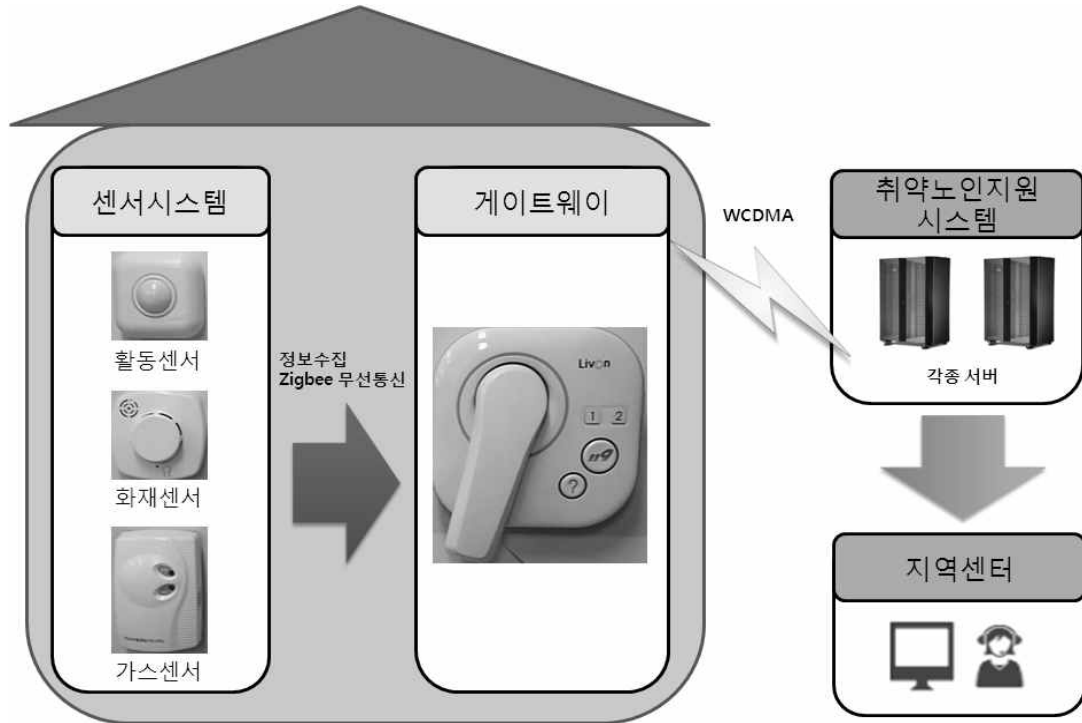 센서시스템
활동센서
화재센서
가스센서
정보수집
Zigbee 무선통신
게이트웨이
Livon
1 2
119
?
WCDMA
취약노인지원
시스템
각종 서버
지역센터